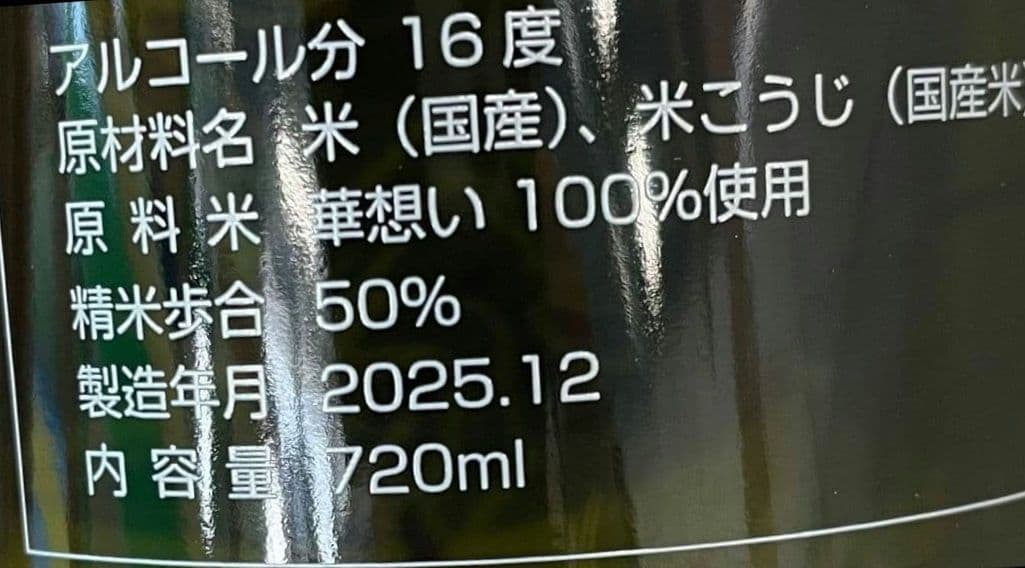 アルコール分 16度
原材料名 米（国産）、米こうじ（国産米）
原料米 華想い 100%使用
精米歩合 50%
製造年月 2025.12
内容量 720ml